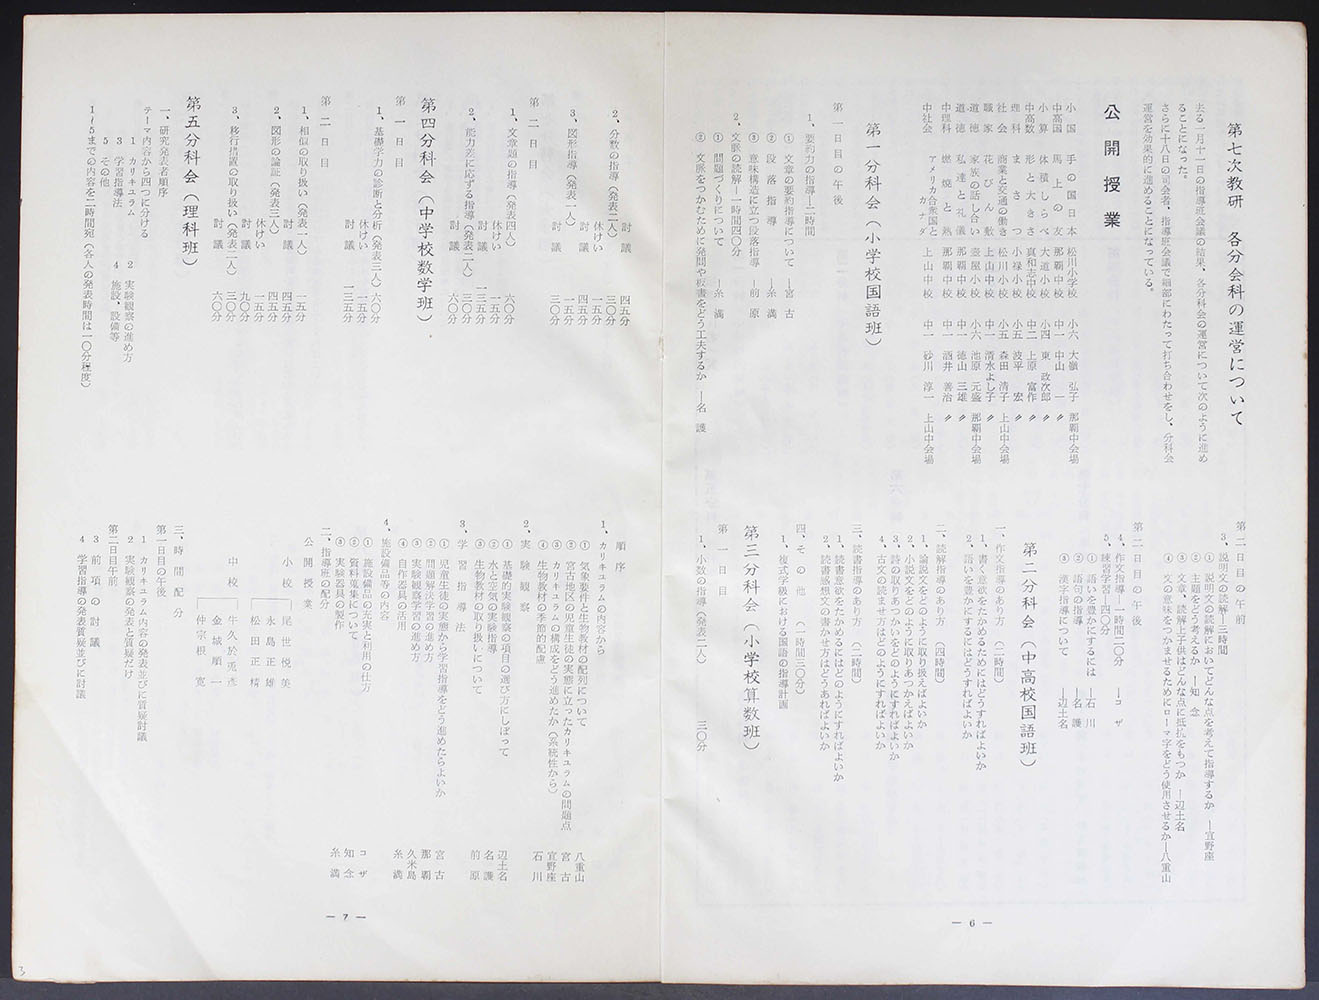 第七次教研　各分会科の運営について
去る一月十一日の指導班会議の結果、各分科会の運営について次のように進め
ることになった。
さらに十八日の司会者、指導班会議で細部にわたって打ち合わせをし、分科会
運営を効果的に進めることになっている。
公開授業
小国　手の国日本　松川小学校　小六　大嶺弘子　那覇中会場
中高国　馬上の友　那覇中校　中一　中山一　〃
小算　体積しらべ　大道小校　小四　東政次郎　〃
中高数　形と大きさ　真和志中校　中二　上原富作　〃
理科　まさつ　小禄小校　小五　波平宏　〃
社会　商業と交通の働き　松川小校　小五　森田清子　上山中会場
職家　花びん敷　上山中校　中一　清水よし子　〃
道徳　家族の話し合い　壺屋小校　小六　池原元盛　那覇中会場
道徳　私達と礼儀　那覇中校　中一　徳山三雄　〃
中理科　燃焼と熱　那覇中校　中一　酒井善治　〃
中社会　アメリカ合衆国とカナダ　上山中校　中一　砂川淳一　上山中会場
第一分科会（小学校国語班）
第一日目の午後
1、要約力の指導―二時間
①　文章の要約指導について　―宮古
②　段落指導　―糸満
③　意味構造に立つ段落指導　―前原
2、文脈の読解―一時間四〇分
①　問題づくりについて　―糸満
②　文脈をつかむために発問や板書をどう工夫するか　―名護
第二日目の午前
3、説明文の読解―三時間
①　説明文の読解においてどんな点を考えて指導するか　―宜野座
②　主題をどう考えるか　―知念
③　文章、読解上子供はどんな点に抵抗をもつか　―辺土名
④　文の意味をつかませるためにローマ字をどう使用させるか―八重山
第二日目の午後
4、作文指導―一時間二〇分　―コザ
5、練習学習―四〇分
①　語いを豊かにするには　―石川
②　語句の指導　―名護
③　漢字指導について　―辺土名
第二分科会（中高校国語班）
一、作文指導のあり方（二時間）
1、書く意欲をたかめるためにはどうすればよいか
2、語いを豊かにするにはどうすればよいか
二、読解指導のあり方（四時間）
1、論説文をどのように取り扱えばよいか
2、小説文をどのように取りあつかえばよいか
3、詩の取りあつかいをどのようにすればよいか
4、古文の読ませ方はどのようにすればよいか
三、読書指導のあり方（二時間）
1、読書意欲をたかめるにはどのようにすればよいか
2、読書感想文の書かせ方はどうあればよいか
四、その他（一時間三〇分）
1、複式学級における国語の指導計画
第三分科会（小学校算数班）
第一日目
1、小数の指導（発表二人）　三〇分
― 6 ―
討議　四五分
2、分数の指導（発表二人）　三〇分
休けい　一五分
討議　四五分
3、図形指導（発表一人）　一五分
討議　三〇分
第二日目
1、文章題の指導（発表四人）　六〇分
休けい　一五分
討議　一三五分
2、能力差に応ずる指導（発表二人）　三〇分
討議　六〇分
第四分科会（中学校数学班）
第一日目
1、基礎学力の診断と分析（発表三人）　六〇分
休けい　一五分
討議　一三五分
第二日目
1、相似の取り扱い（発表一人）　一五分
討議　四五分
2、図形の論証（発表三人）　四五分
休けい　一五分
討議　九〇分
3、移行措置の取り扱い（発表二人）　三〇分
討議　六〇分
第五分科会（理科班）
一、研究発表者順序
テーマ内容から四つに分ける
1　カリキュラム　2　実験観察の進め方
3　学習指導法　4　施設、設備等
5　その他
1～5までの内容を二時間宛（各人の発表時間は一〇分程度）
順序
1、カリキュラムの内容から
①　気象要件と生物教材の配列について　八重山
②　宮古地区の児童生徒の実態に立ったカリキュラムの問題点　宮古
③　カリキュラムの構成をどう進めたか（系統性から）　宜野座
④　生物教材の季節的配慮　石川
2、実験観察
①　基礎的実験観察の項目の選び方にしぼって　辺土名
②　水と空気の実験指導　名護
③　生物教材の取り扱いについて　前原
3、学習指導法
①　児童生徒の実態から学習指導をどう進めたらよいか　宮古
②　問題解決学習の進め方　那覇
③　実験観察学習の進め方　久米島
④　自作器具の活用　糸満
4、施設備品等の内容
①　施設備品の充実と利用の仕方　コザ
②　資料蒐集について　知念
③　実験器具の製作　糸満
二、指導班の配分
公開授業
小校　尾世悦美
永島正雄
松田正精
中校　牛久於兎彦
金城順一
仲宗根寛
三、時間配分
第一日目の午後
1　カリキュラム内容の発表並びに質疑討議
2　実験観察の発表と質疑だけ
第二日目午前
3　前項の討議
4　学習指導の発表質疑並びに討議
― 7 ―
3